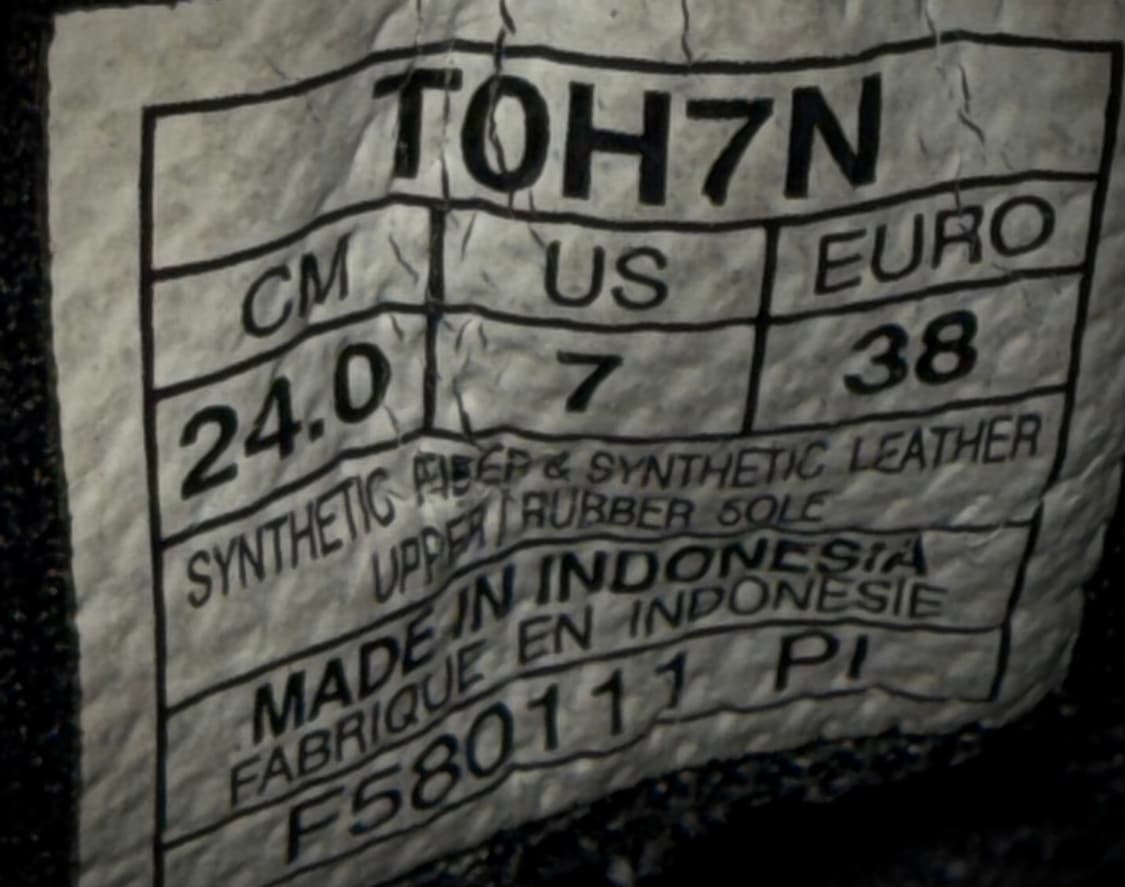 T0H7N
CM US EURO
24.0 7 38
SYNTHETIC FIBER & SYNTHETIC LEATHER
UPPER / RUBBER SOLE
MADE IN INDONESIA
FABRIQUE EN INDONESIE
F580111 PI